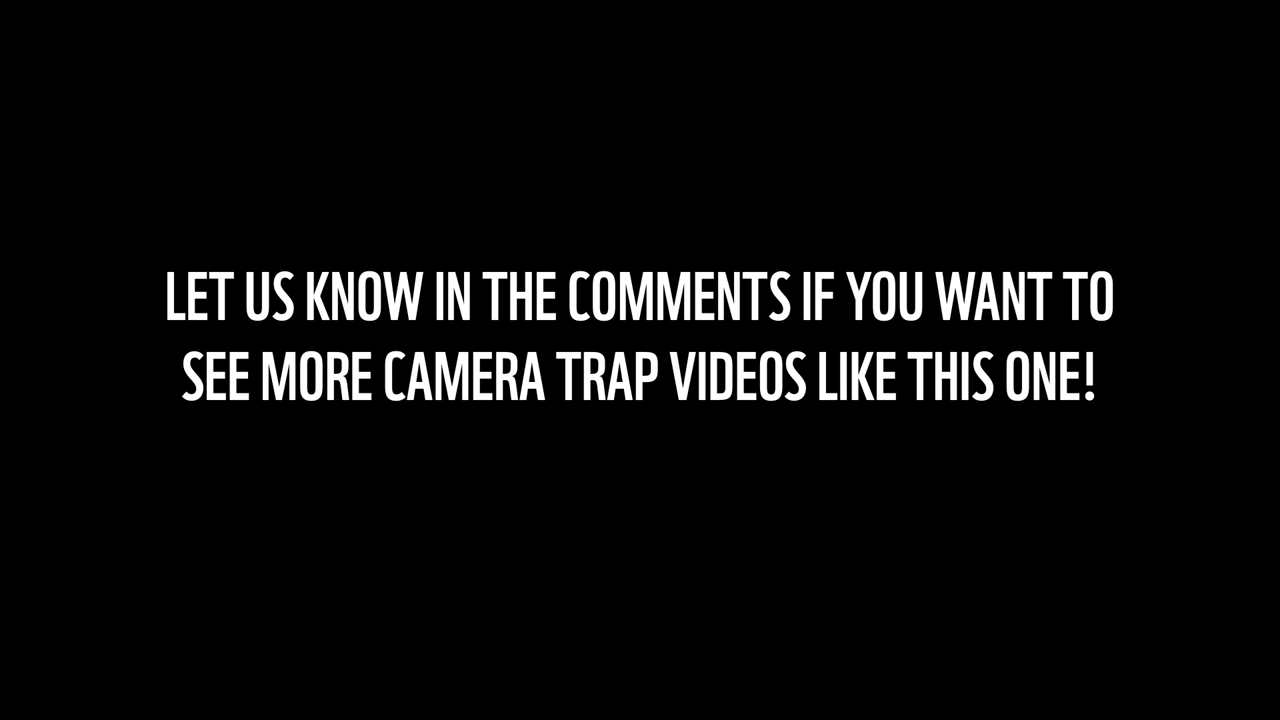 LET US KNOW IN THE COMMENTS IF YOU WANT TO
SEE MORE CAMERA TRAP VIDEOS LIKE THIS ONE!